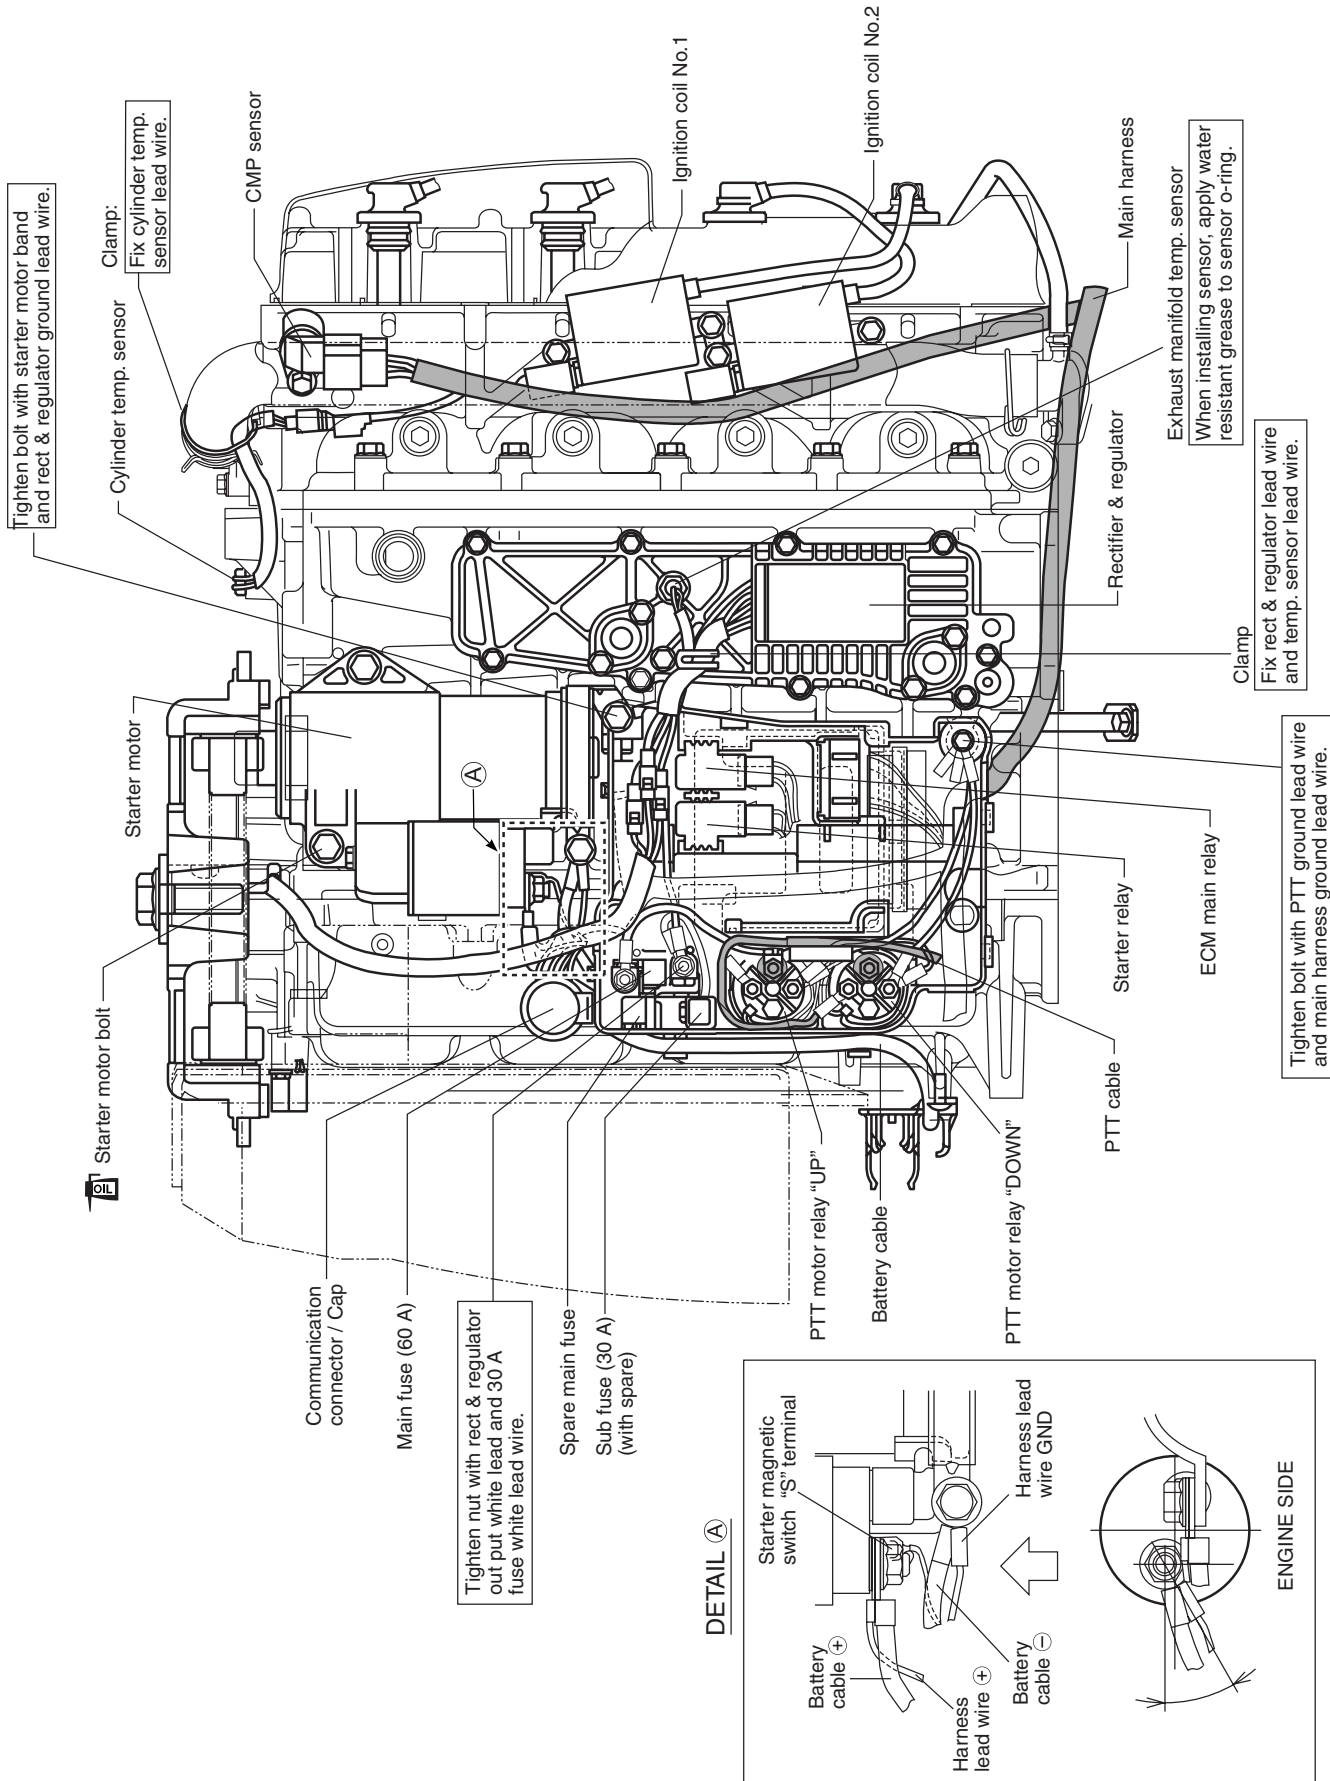 Tighten bolt with starter motor band
and rect & regulator ground lead wire.
Clamp:
Fix cylinder temp.
sensor lead wire.
Cylinder temp. sensor
CMP sensor
Ignition coil No.1
Ignition coil No.2
Main harness
Exhaust manifold temp. sensor
When installing sensor, apply water
resistant grease to sensor o-ring.
Rectifier & regulator
Clamp
Fix rect & regulator lead wire
and temp. sensor lead wire.
Starter motor
A
Starter motor bolt
OIL
Starter relay
ECM main relay
Tighten bolt with PTT ground lead wire
and main harness ground lead wire.
PTT cable
Communication
connector / Cap
Main fuse (60 A)
Tighten nut with rect & regulator
out put white lead and 30 A
fuse white lead wire.
Spare main fuse
Sub fuse (30 A)
(with spare)
PTT motor relay “UP”
Battery cable
PTT motor relay “DOWN”
DETAIL A
Starter magnetic
switch “S” terminal
Battery
cable +
Harness
lead wire +
Battery
cable −
Harness lead
wire GND
ENGINE SIDE